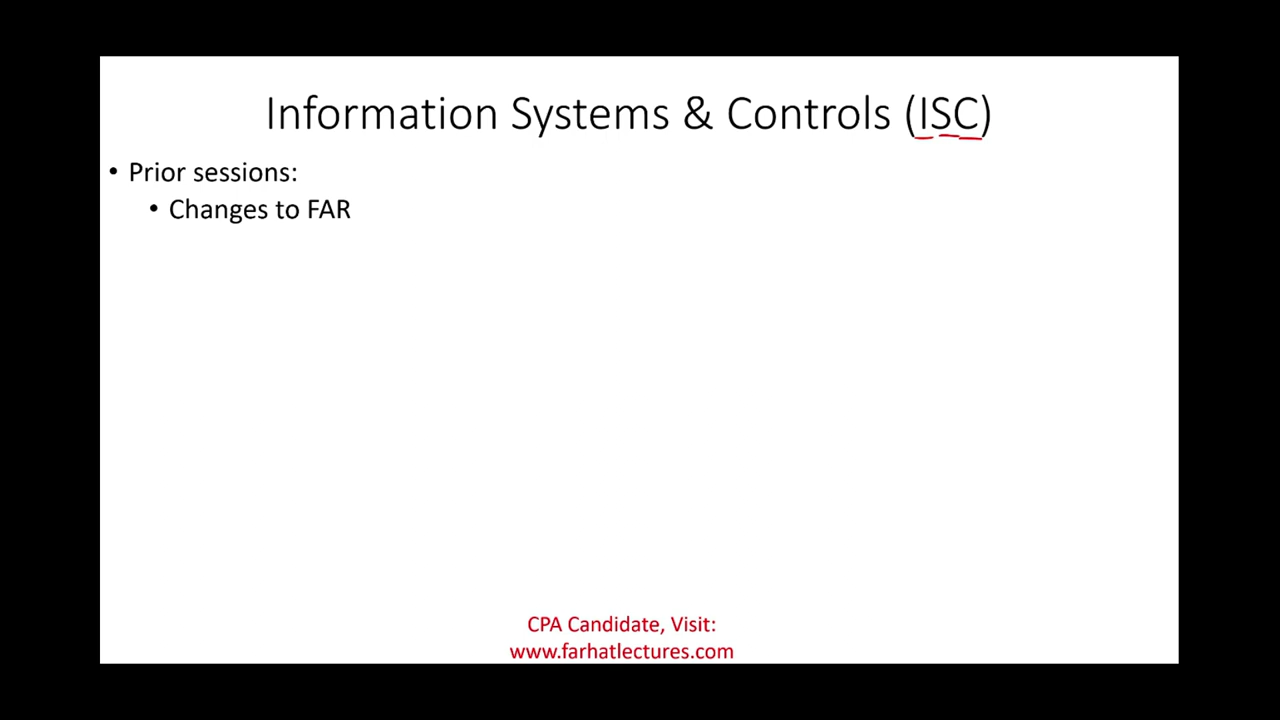 Information Systems & Controls (ISC)
• Prior sessions:
• Changes to FAR
CPA Candidate, Visit:
www.farhatlectures.com